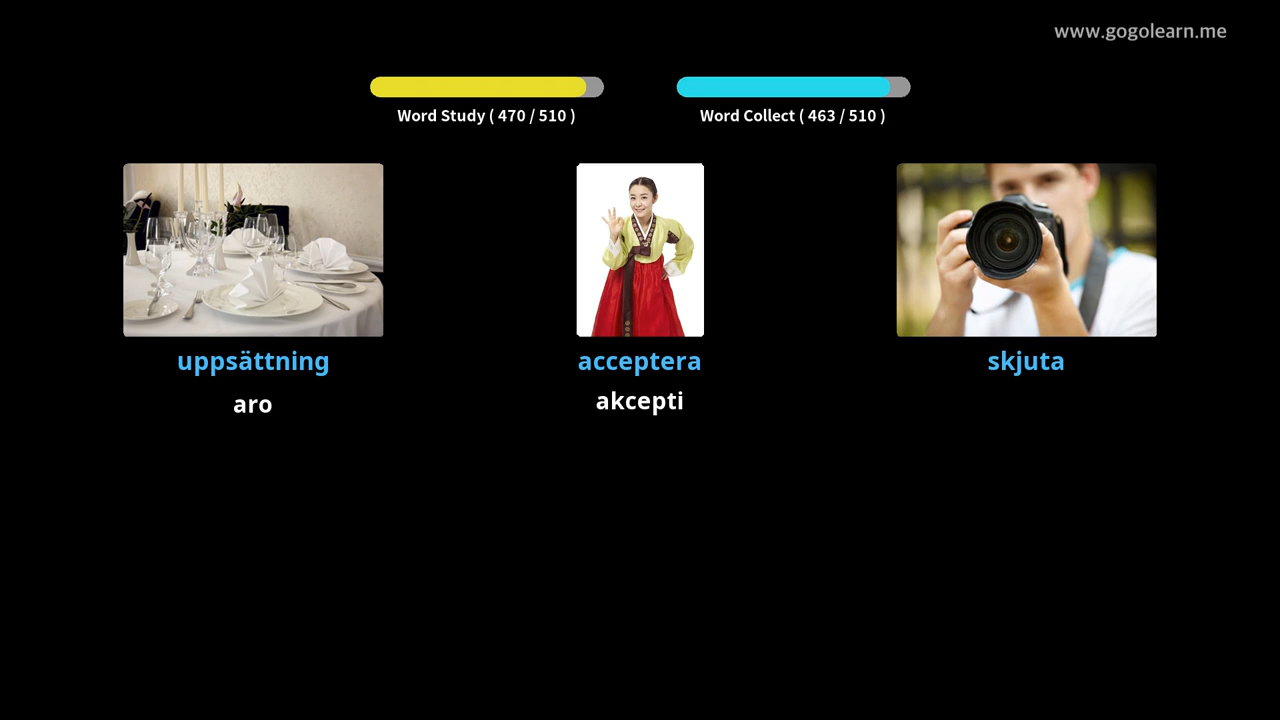 www.gogolearn.me
Word Study ( 470 / 510 )
Word Collect ( 463 / 510 )
uppsättning
aro
acceptera
akcepti
skjuta